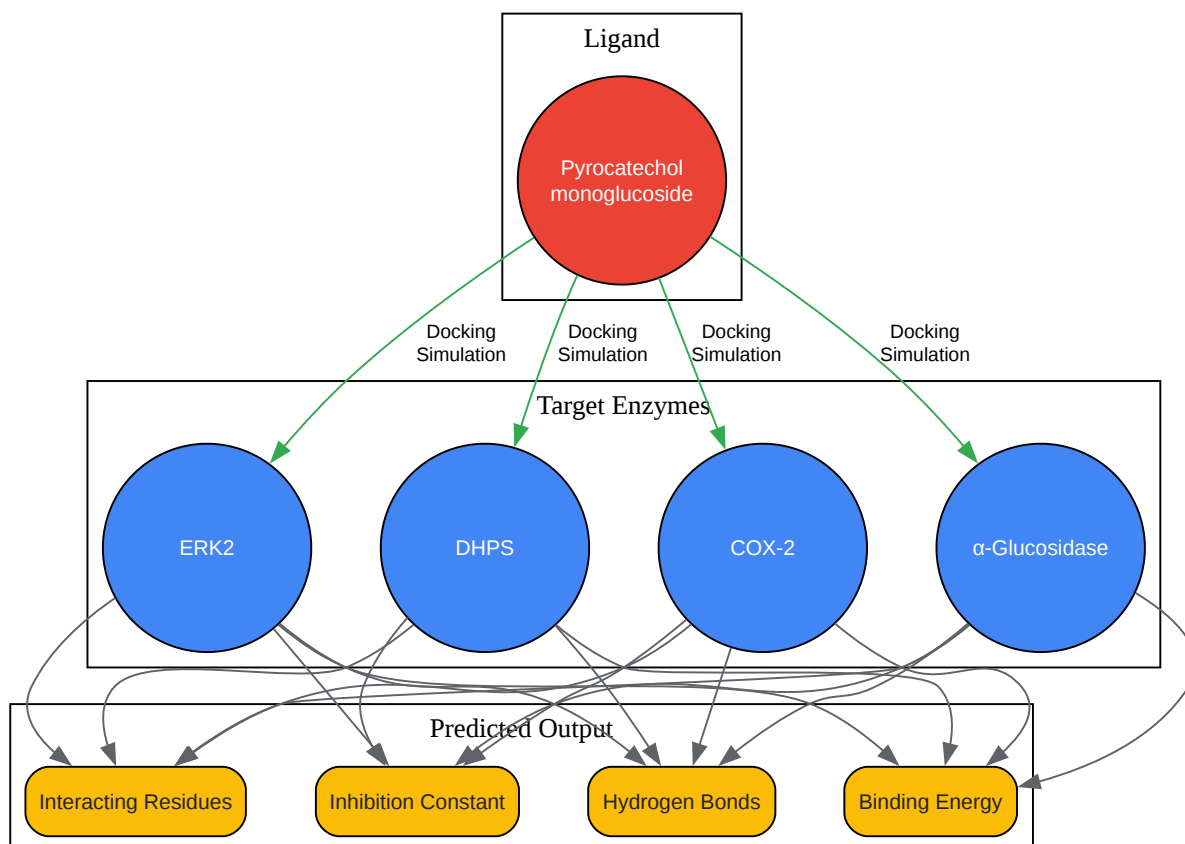 Ligand
Pyrocatechol
monoglucoside
Docking
Simulation
Docking
Simulation
Docking
Simulation
Docking
Simulation
Target Enzymes
ERK2
DHPS
COX-2
α-Glucosidase
Predicted Output
Interacting Residues
Inhibition Constant
Hydrogen Bonds
Binding Energy